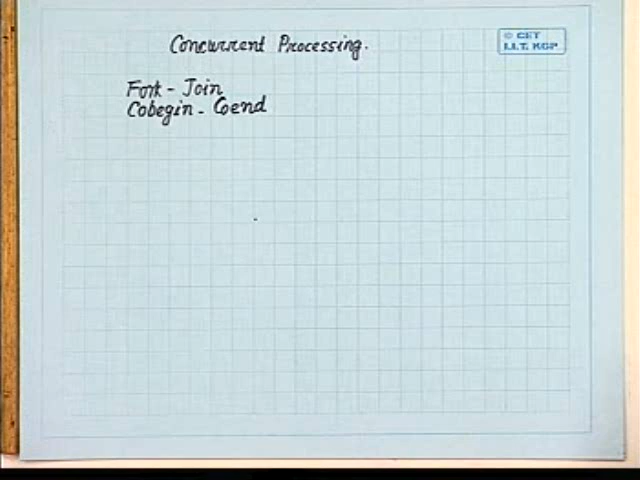 Concurrent Processing.
© CET
I.I.T. KGP
Fork - Join
Cobegin - Coend